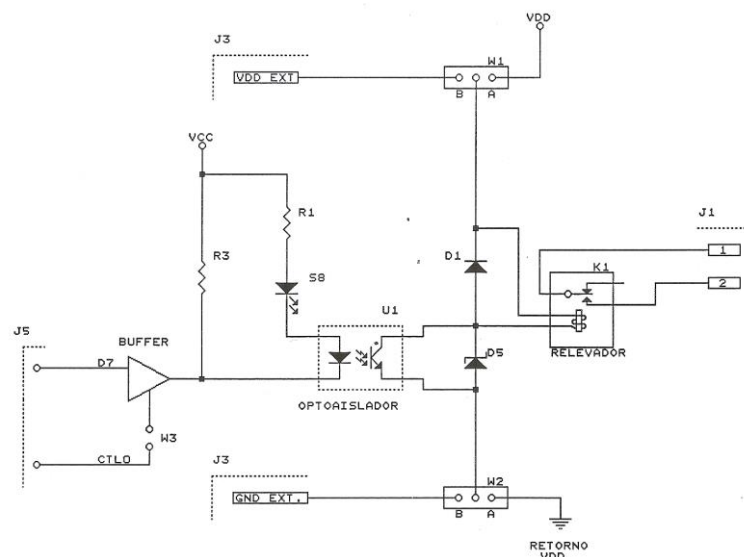 VDD
J3
W1
VDD EXT
B A
VCC
R1
J1
R3
D1
K1
1
S8
2
U1
J5
BUFFER
D5
RELEVADOR
D7
OPTOAISLADOR
W3
CTL0
J3
W2
GND EXT.
B A
RETORNO
VDD